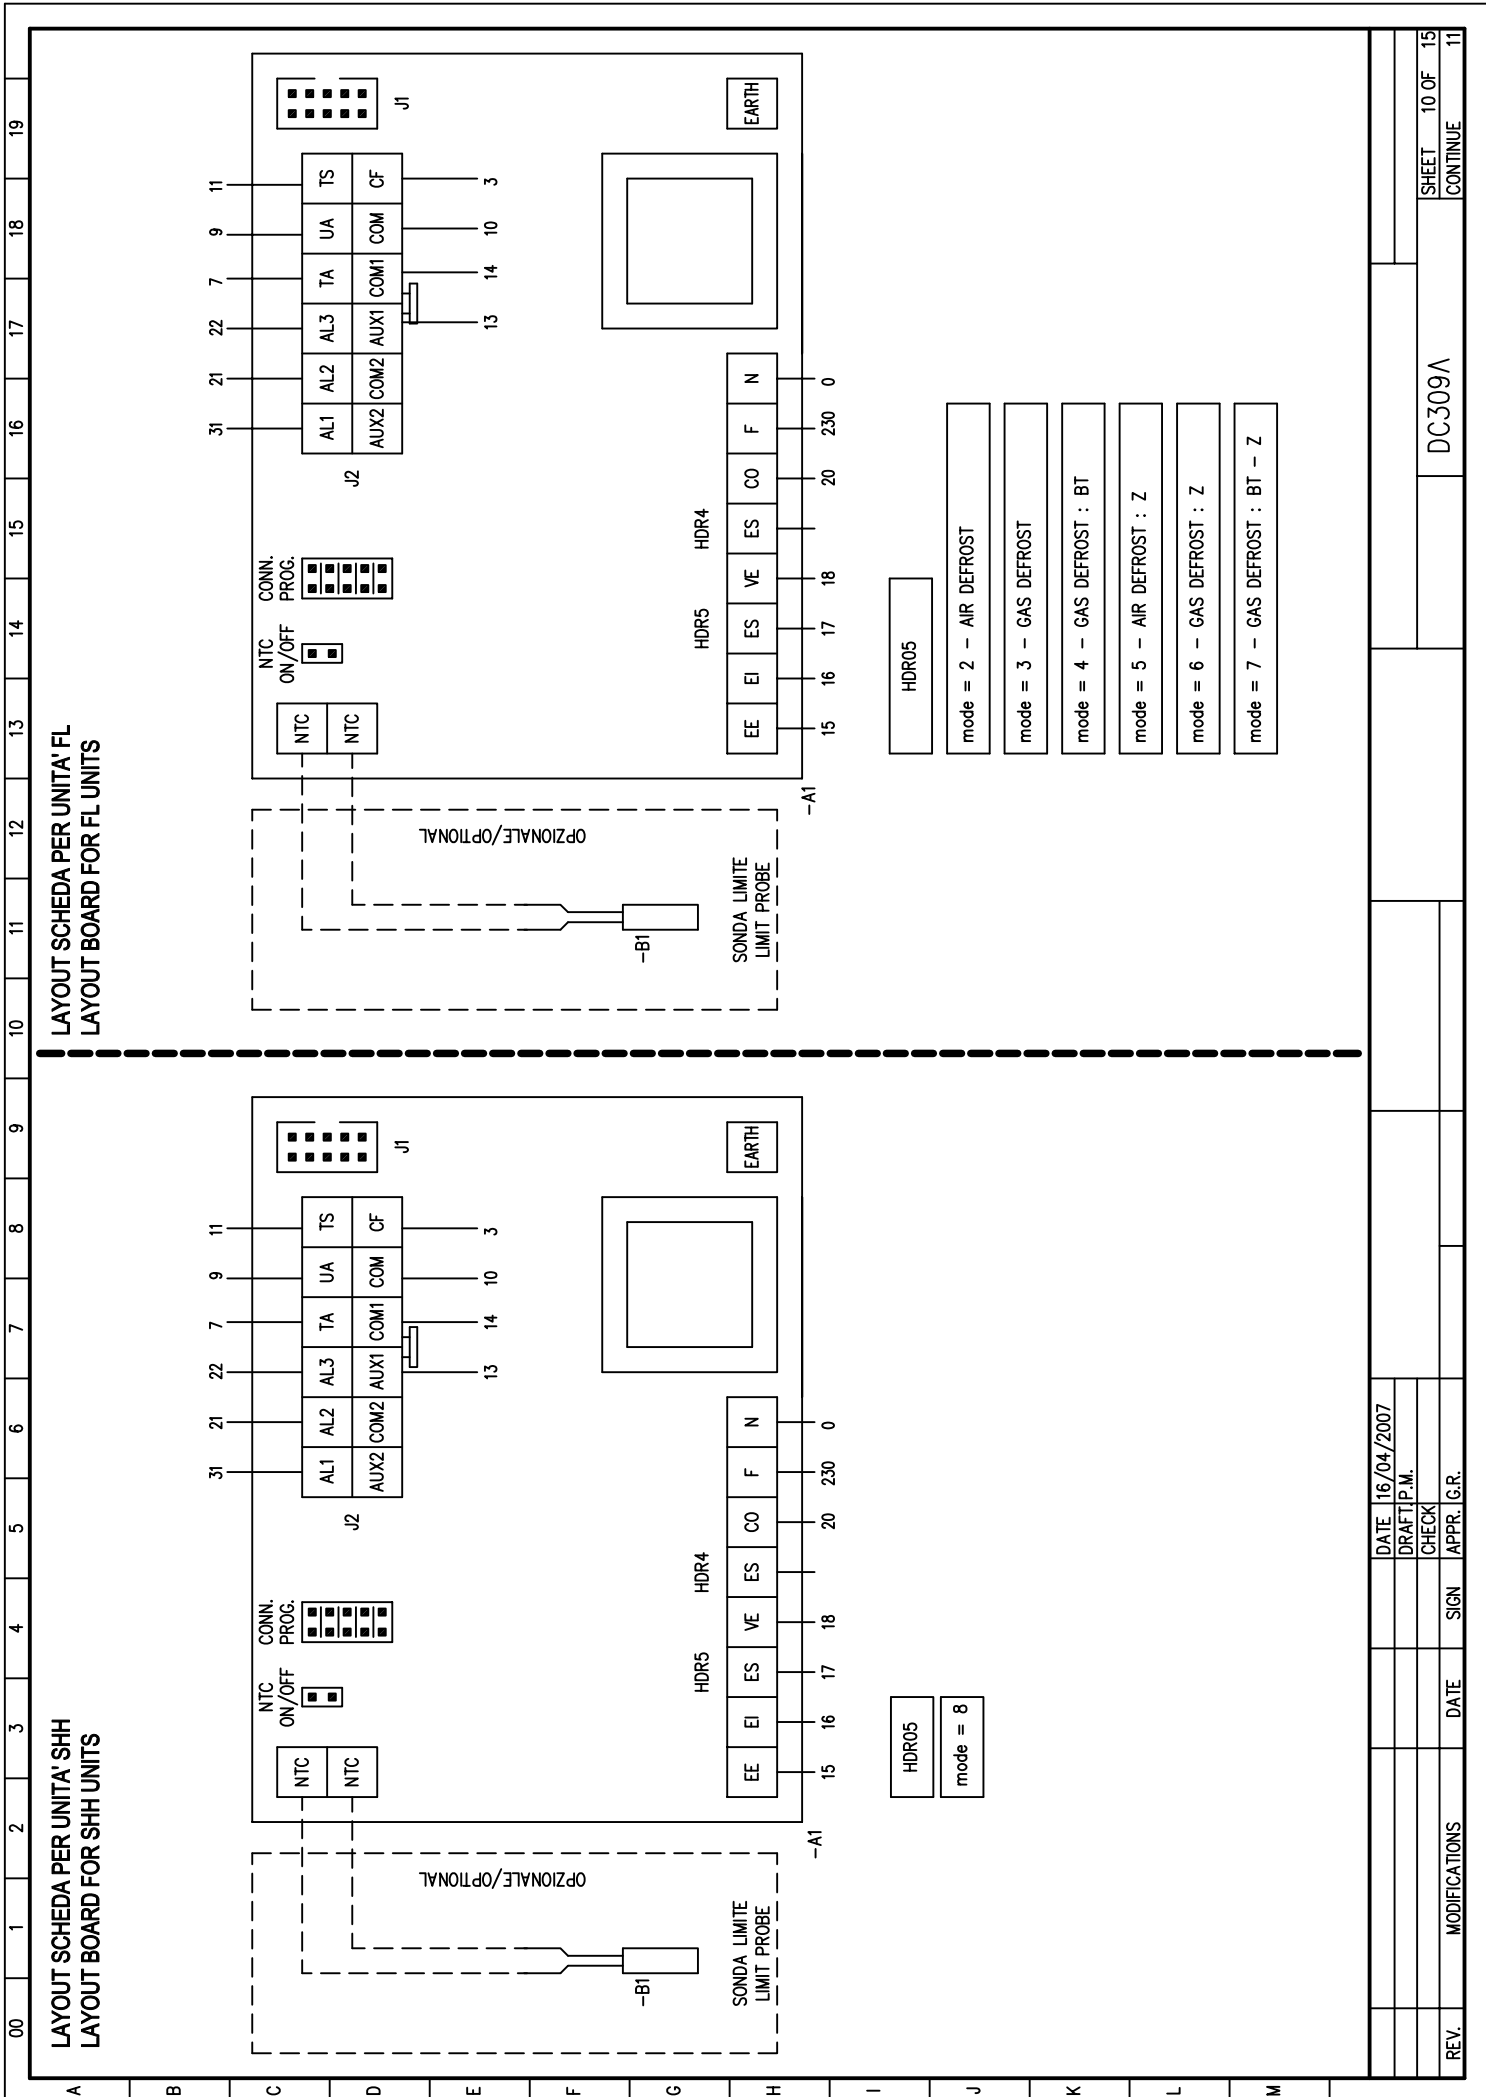 00 1 2 3 4 5 6 7 8 9 10 11 12 13 14 15 16 17 18 19
A
B
C
D
E
F
G
H
I
J
K
L
M
LAYOUT SCHEDA PER UNITA' SHH
LAYOUT BOARD FOR SHH UNITS
31 21 22 7 9 11
NTC
ON/OFF
CONN.
PROG.
NTC
NTC
J2
AL1 AL2 AL3 TA UA TS
AUX2 COM2 AUX1 COM1 COM CF
J1
13 14 10 3
OPZIONALE/OPTIONAL
-B1
SONDA LIMITE
LIMIT PROBE
HDR5 HDR4
EE EI ES VE ES CO F N
EARTH
-A1
15 16 17 18 20 230 0
HDR05
mode = 8
LAYOUT SCHEDA PER UNITA' FL
LAYOUT BOARD FOR FL UNITS
31 21 22 7 9 11
NTC
ON/OFF
CONN.
PROG.
NTC
NTC
J2
AL1 AL2 AL3 TA UA TS
AUX2 COM2 AUX1 COM1 COM CF
J1
13 14 10 3
OPZIONALE/OPTIONAL
-B1
SONDA LIMITE
LIMIT PROBE
HDR5 HDR4
EE EI ES VE ES CO F N
EARTH
-A1
15 16 17 18 20 230 0
HDR05
mode = 2 - AIR DEFROST
mode = 3 - GAS DEFROST
mode = 4 - GAS DEFROST : BT
mode = 5 - AIR DEFROST : Z
mode = 6 - GAS DEFROST : Z
mode = 7 - GAS DEFROST : BT - Z
REV. MODIFICATIONS DATE SIGN
DATE 16/04/2007
DRAFT. P.M.
CHECK
APPR. G.R.
DC309Λ
SHEET 10 OF 15
CONTINUE 11